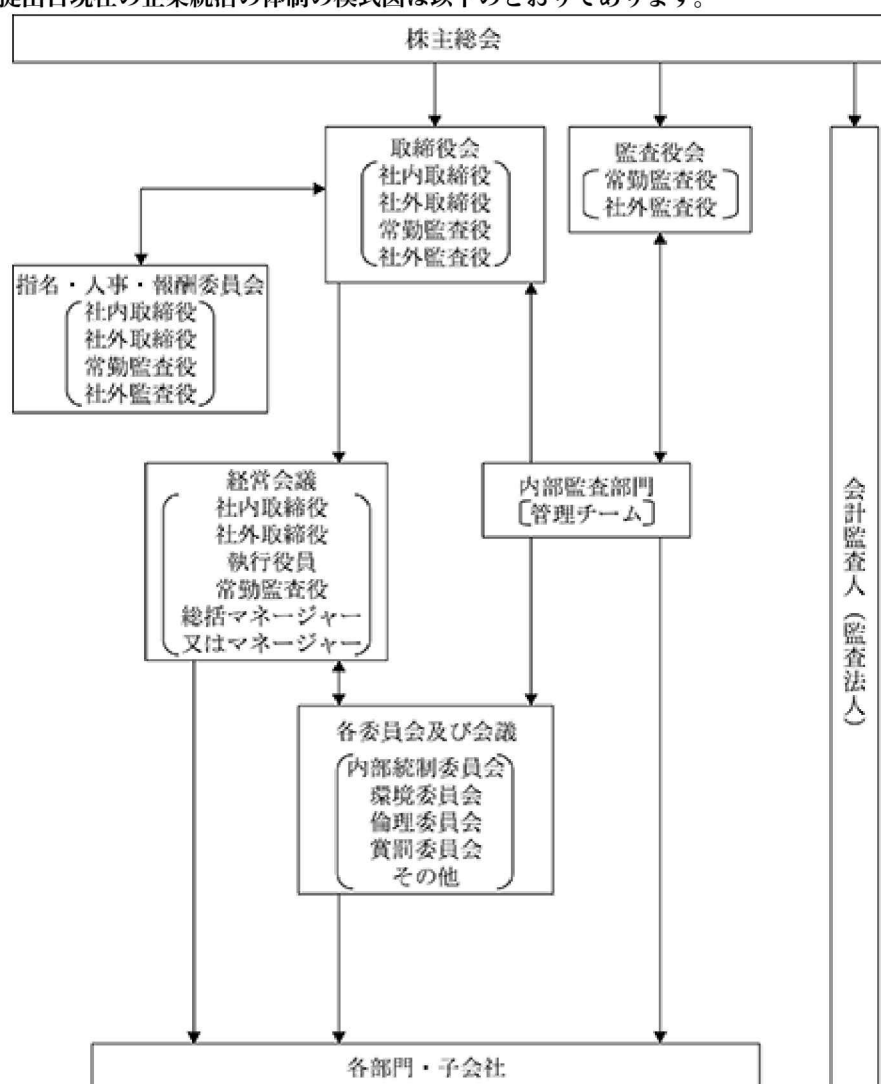 提出日現在の企業統治の体制の模式図は以下のとおりであります。
株主総会
取締役会
社内取締役
社外取締役
常勤監査役
社外監査役
監査役会
常勤監査役
社外監査役
指名・人事・報酬委員会
社内取締役
社外取締役
常勤監査役
社外監査役
経営会議
社内取締役
社外取締役
執行役員
常勤監査役
総括マネージャー
又はマネージャー
内部監査部門
[管理チーム]
会計監査人(監査法人)
各委員会及び会議
内部統制委員会
環境委員会
倫理委員会
賞罰委員会
その他
各部門・子会社